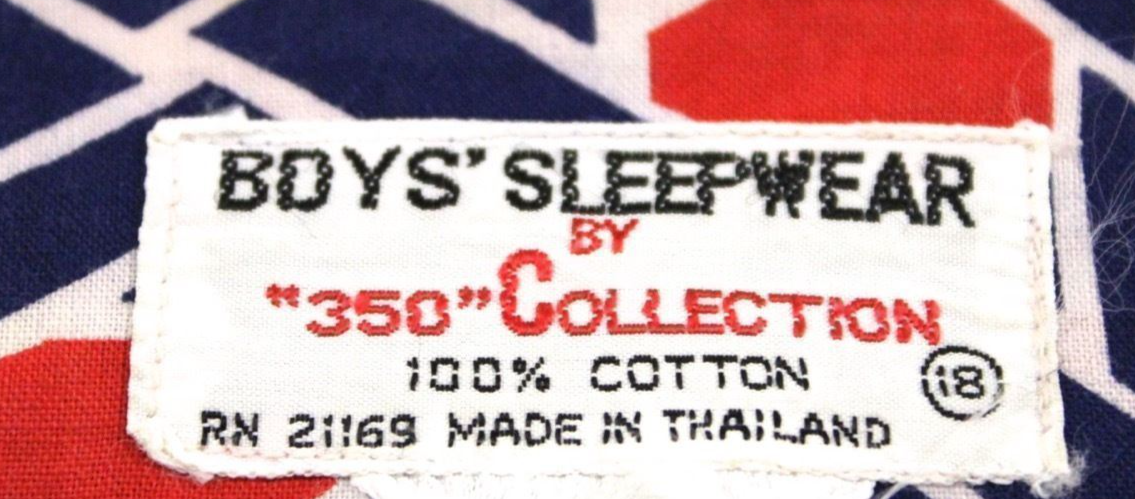 BOYS' SLEEPWEAR
BY
"350" COLLECTION
100% COTTON
18
RN 21169 MADE IN THAILAND